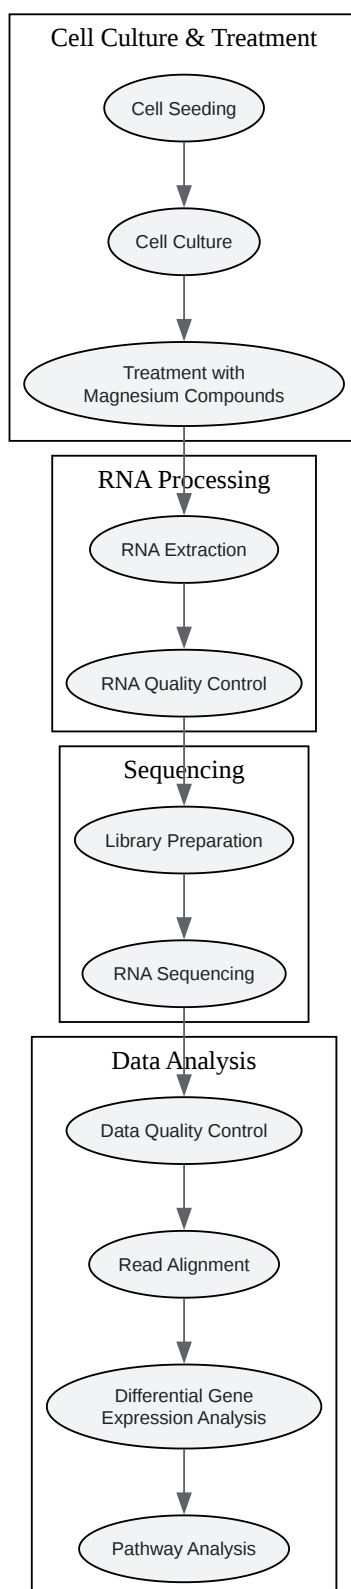 Cell Culture & Treatment
Cell Seeding
Cell Culture
Treatment with
Magnesium Compounds
RNA Processing
RNA Extraction
RNA Quality Control
Sequencing
Library Preparation
RNA Sequencing
Data Analysis
Data Quality Control
Read Alignment
Differential Gene
Expression Analysis
Pathway Analysis